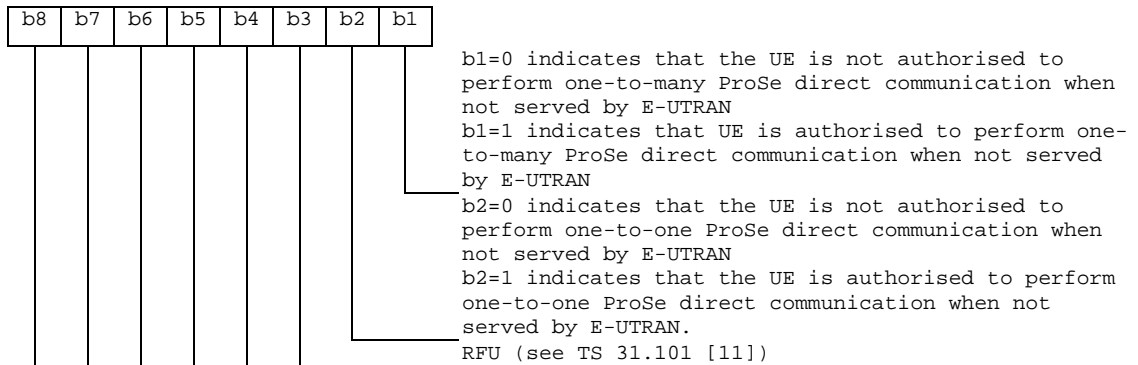 b8 b7 b6 b5 b4 b3 b2 b1
b1=0 indicates that the UE is not authorised to
perform one-to-many ProSe direct communication when
not served by E-UTRAN
b1=1 indicates that UE is authorised to perform one-
to-many ProSe direct communication when not served
by E-UTRAN
b2=0 indicates that the UE is not authorised to
perform one-to-one ProSe direct communication when
not served by E-UTRAN
b2=1 indicates that the UE is authorised to perform
one-to-one ProSe direct communication when not
served by E-UTRAN.
RFU (see TS 31.101 [11])